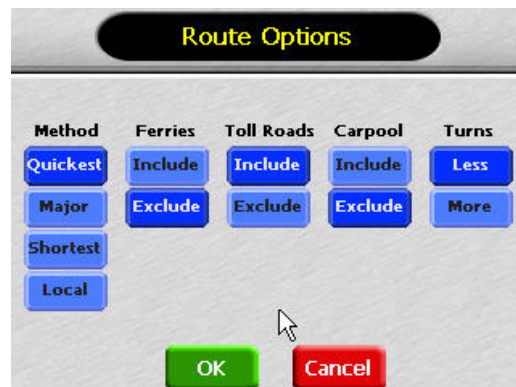 Route Options
Method Ferries Toll Roads Carpool Turns
Quickest Include Include Include Less
Major Exclude Exclude Exclude More
Shortest
Local
OK Cancel